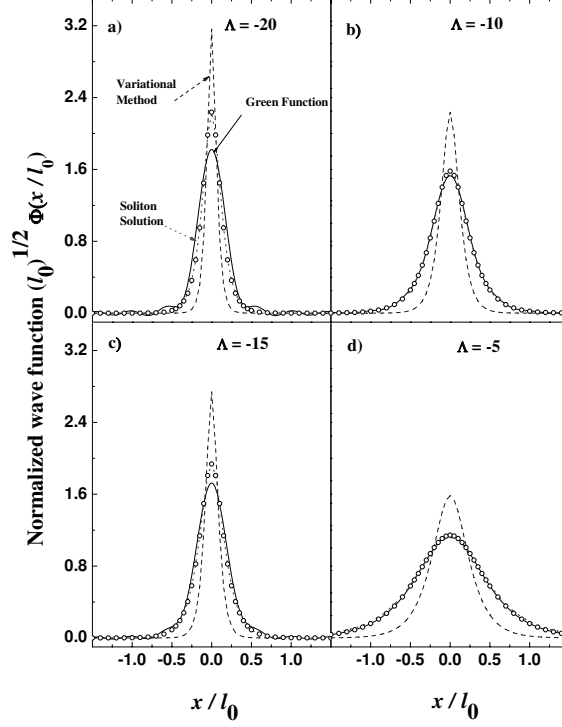 Normalized wave function (l0)^1/2 Φ(x / l0)
a)
Λ = -20
3.2
2.4
1.6
0.8
0.0
Variational
Method
Green Function
Soliton
Solution
b)
Λ = -10
c)
Λ = -15
3.2
2.4
1.6
0.8
0.0
-1.0
-0.5
0.0
0.5
1.0
x / l0
d)
Λ = -5
-1.0
-0.5
0.0
0.5
1.0
x / l0